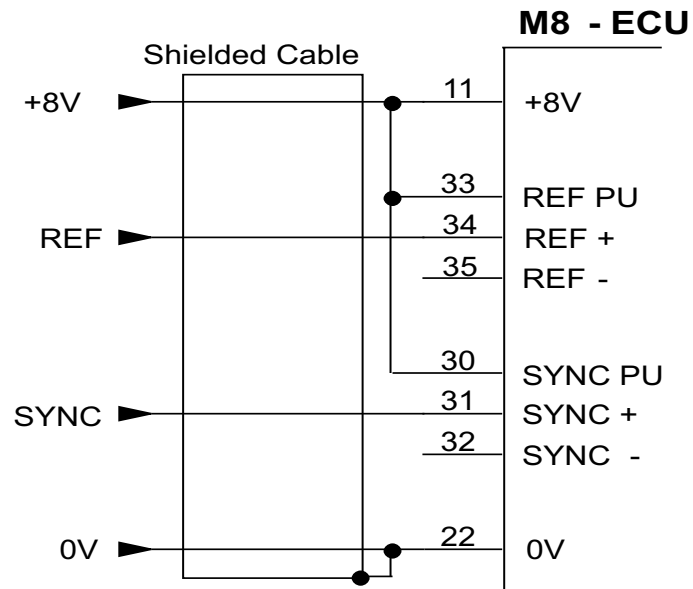 M8 - ECU
Shielded Cable
+8V 11 +8V
33 REF PU
REF 34 REF +
35 REF -
30 SYNC PU
SYNC 31 SYNC +
32 SYNC -
0V 22 0V